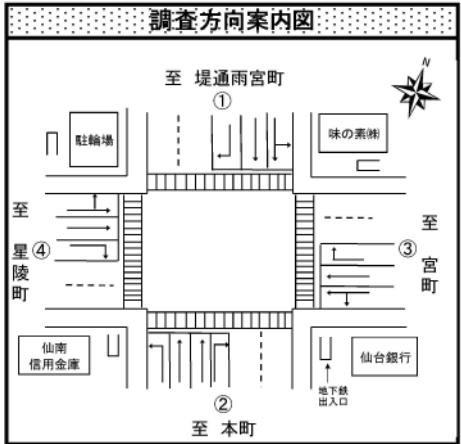 調査方向案内図
至 堤通雨宮町
①
N
駐輪場
味の素㈱
至
星陵町
④
至
宮町
③
仙南
信用金庫
地下鉄
出入口
仙台銀行
②
至 本町